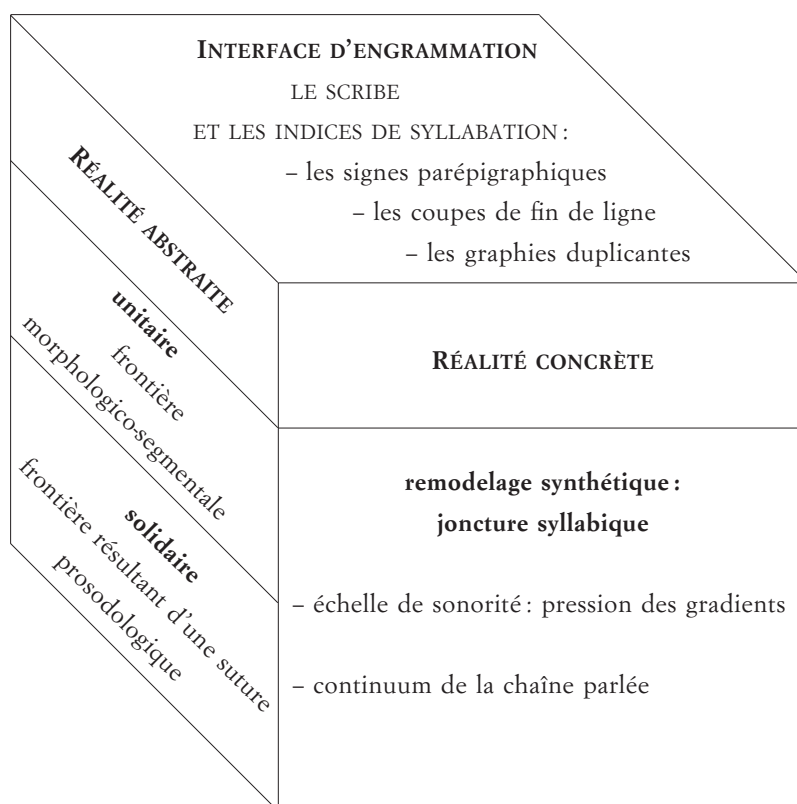 INTERFACE D'ENGRAMMATION
LE SCRIBE
ET LES INDICES DE SYLLABATION :
– les signes parépigraphiques
– les coupes de fin de ligne
– les graphies duplicantes
RÉALITÉ ABSTRAITE
unitaire
frontière
morphologico-segmentale
solidaire
frontière résultant d'une suture
prosodologique
RÉALITÉ CONCRÈTE
remodelage synthétique :
joncture syllabique
– échelle de sonorité : pression des gradients
– continuum de la chaîne parlée